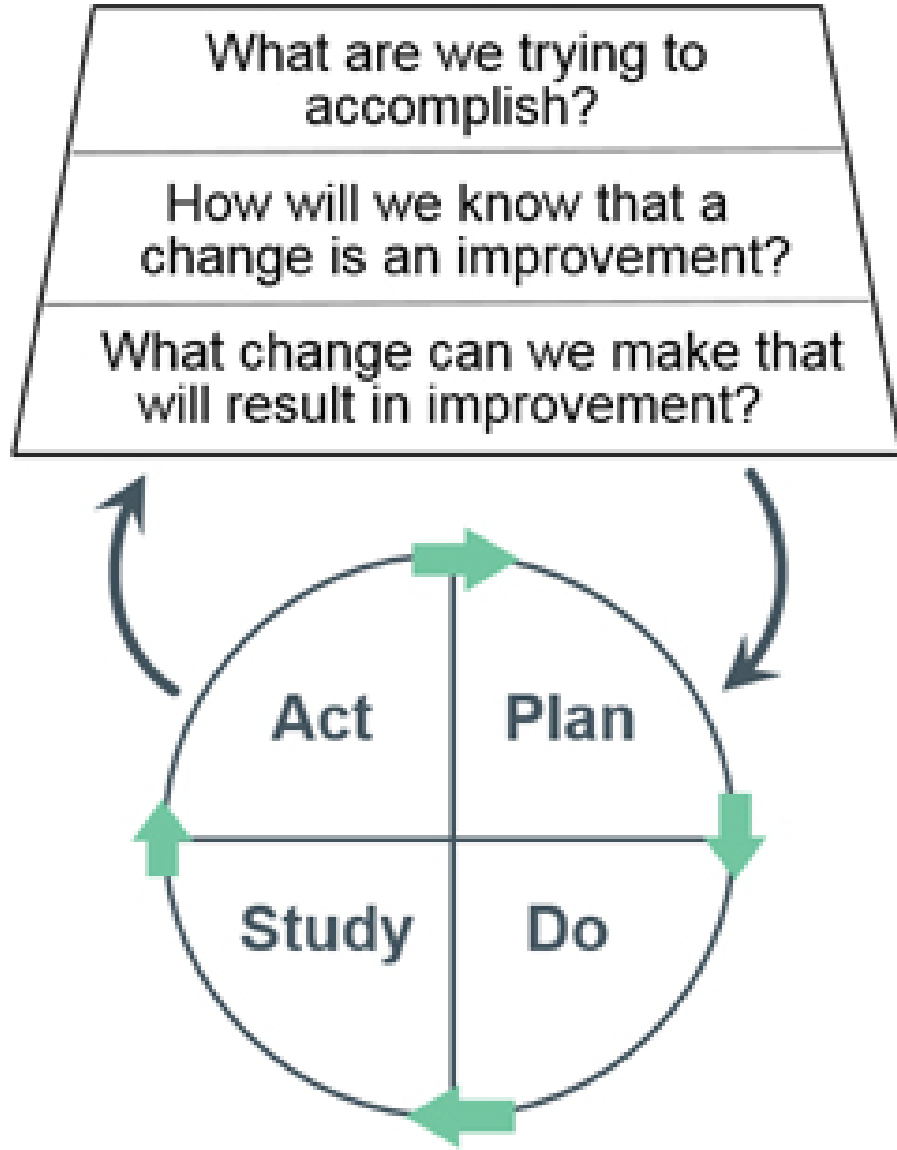 What are we trying to
accomplish?
How will we know that a
change is an improvement?
What change can we make that
will result in improvement?
Act
Plan
Study
Do